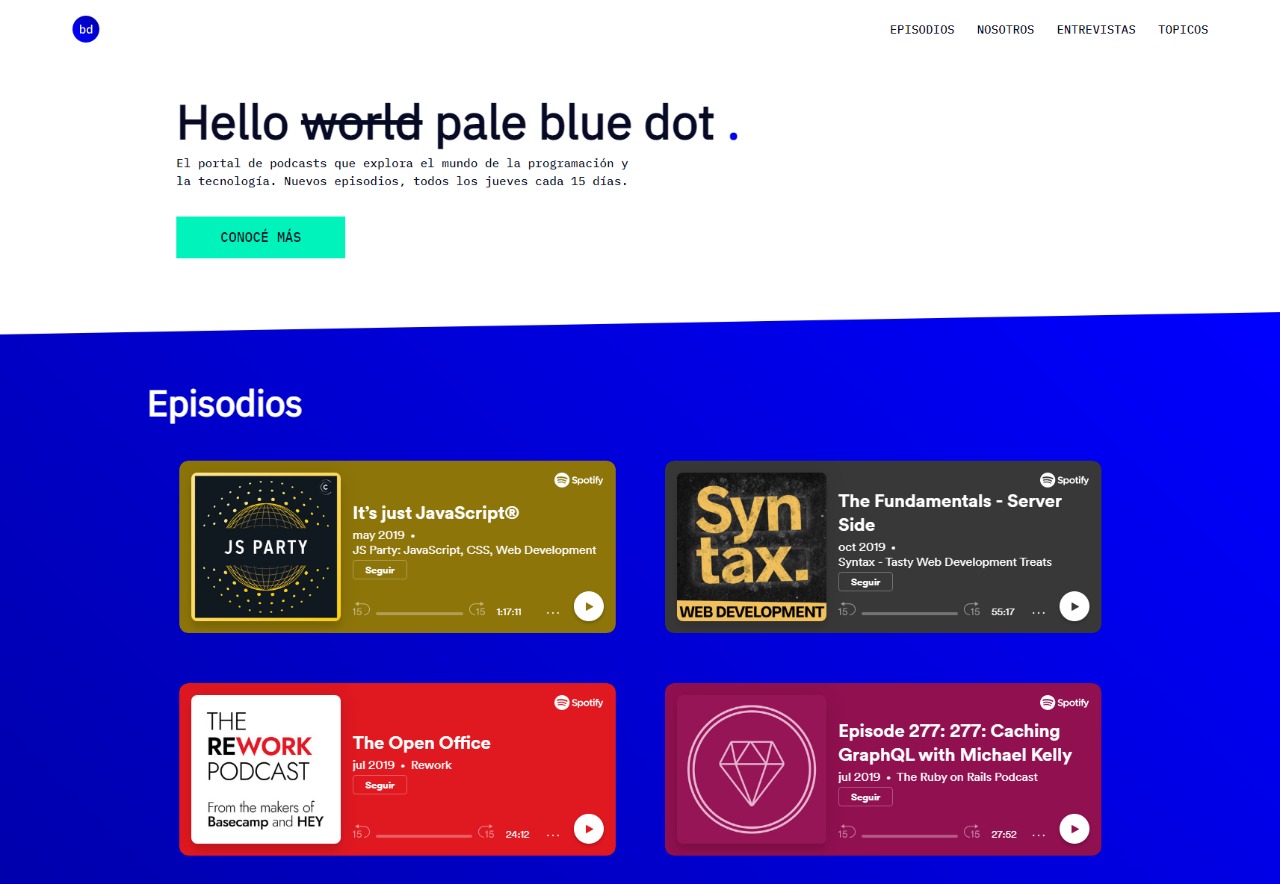 bd
EPISODIOS NOSOTROS ENTREVISTAS TOPICOS
Hello world pale blue dot .
El portal de podcasts que explora el mundo de la programación y
la tecnología. Nuevos episodios, todos los jueves cada 15 días.
CONOCÉ MÁS
Episodios
C
JS PARTY
Spotify
It's just JavaScript®
may 2019 •
JS Party: JavaScript, CSS, Web Development
Seguir
15 15 1:17:11 ...
Syn
tax.
WEB DEVELOPMENT
Spotify
The Fundamentals - Server
Side
oct 2019 •
Syntax - Tasty Web Development Treats
Seguir
15 15 55:17 ...
THE
REWORK
PODCAST
From the makers of
Basecamp and HEY
Spotify
The Open Office
jul 2019 • Rework
Seguir
15 15 24:12 ...
Spotify
Episode 277: 277: Caching
GraphQL with Michael Kelly
jul 2019 • The Ruby on Rails Podcast
Seguir
15 15 27:52 ...